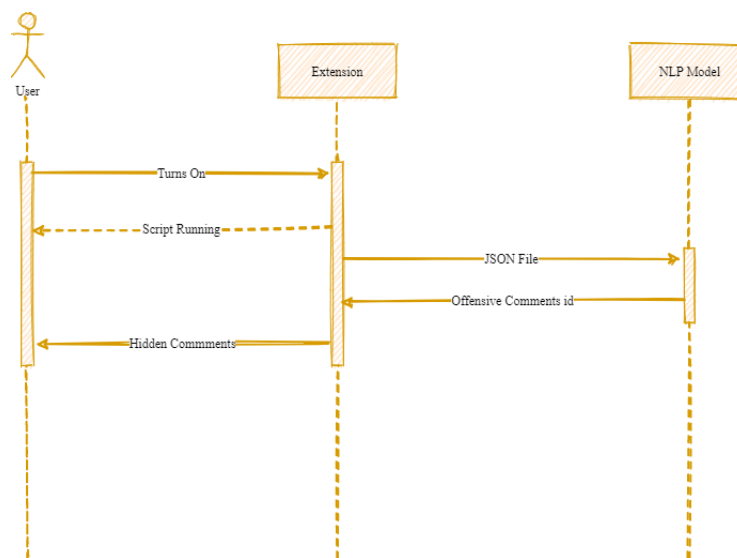 User
Extension
NLP Model
Turns On
Script Running
JSON File
Offensive Comments id
Hidden Commments